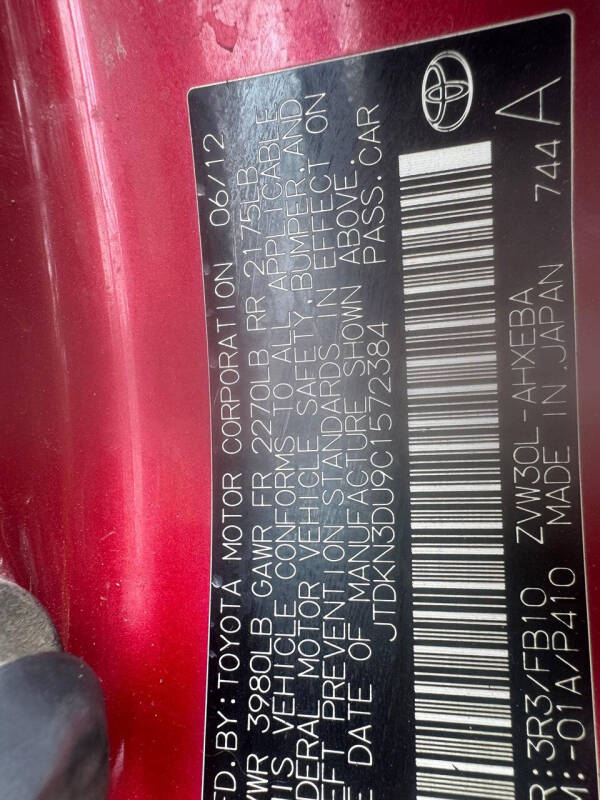 FD.BY: TOYOTA MOTOR CORPORATION 06/12
VWR 3980LB GAWR FR 2270LB RR 2175LB
HIS VEHICLE CONFORMS TO ALL APPLICABLE
DERAL MOTOR VEHICLE SAFETY, BUMPER, AND
EFT PREVENTION STANDARDS IN EFFECT ON
E DATE OF MANUFACTURE SHOWN ABOVE.
JTDKN3DU9C1572384 PASS.CAR
R: 3R3/FB10 ZVW30L-AHXEBA 744 A
M:-01A/P410 MADE IN JAPAN